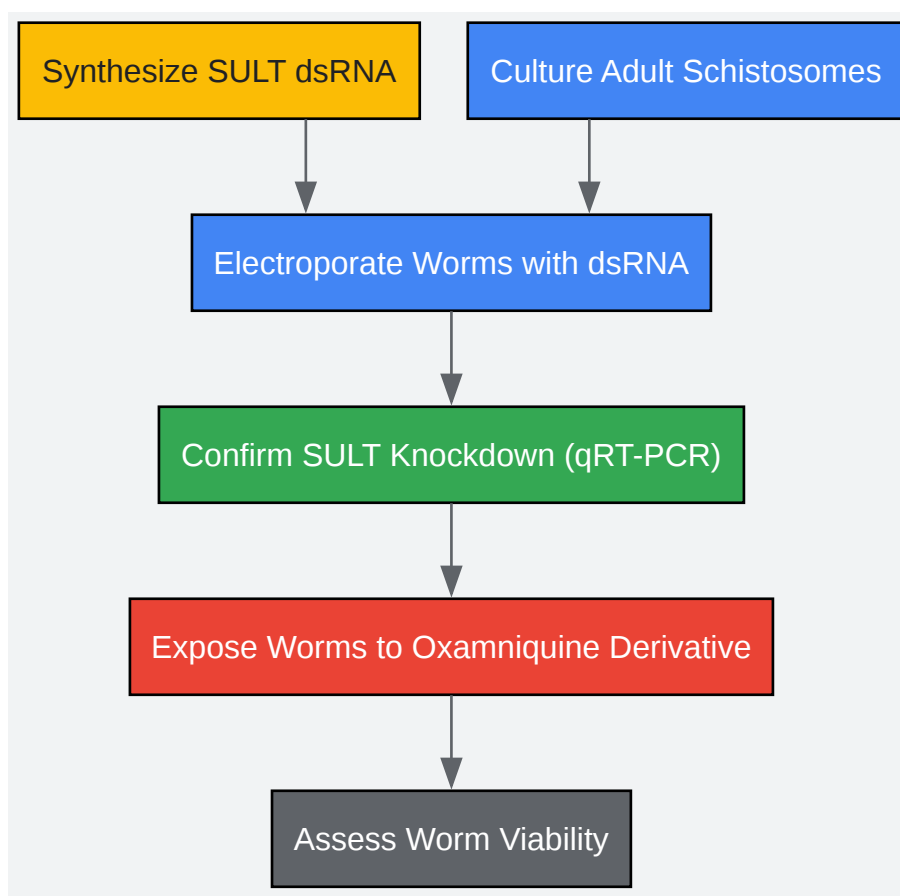 Synthesize SULT dsRNA
Culture Adult Schistosomes
Electroporate Worms with dsRNA
Confirm SULT Knockdown (qRT-PCR)
Expose Worms to Oxamniquine Derivative
Assess Worm Viability